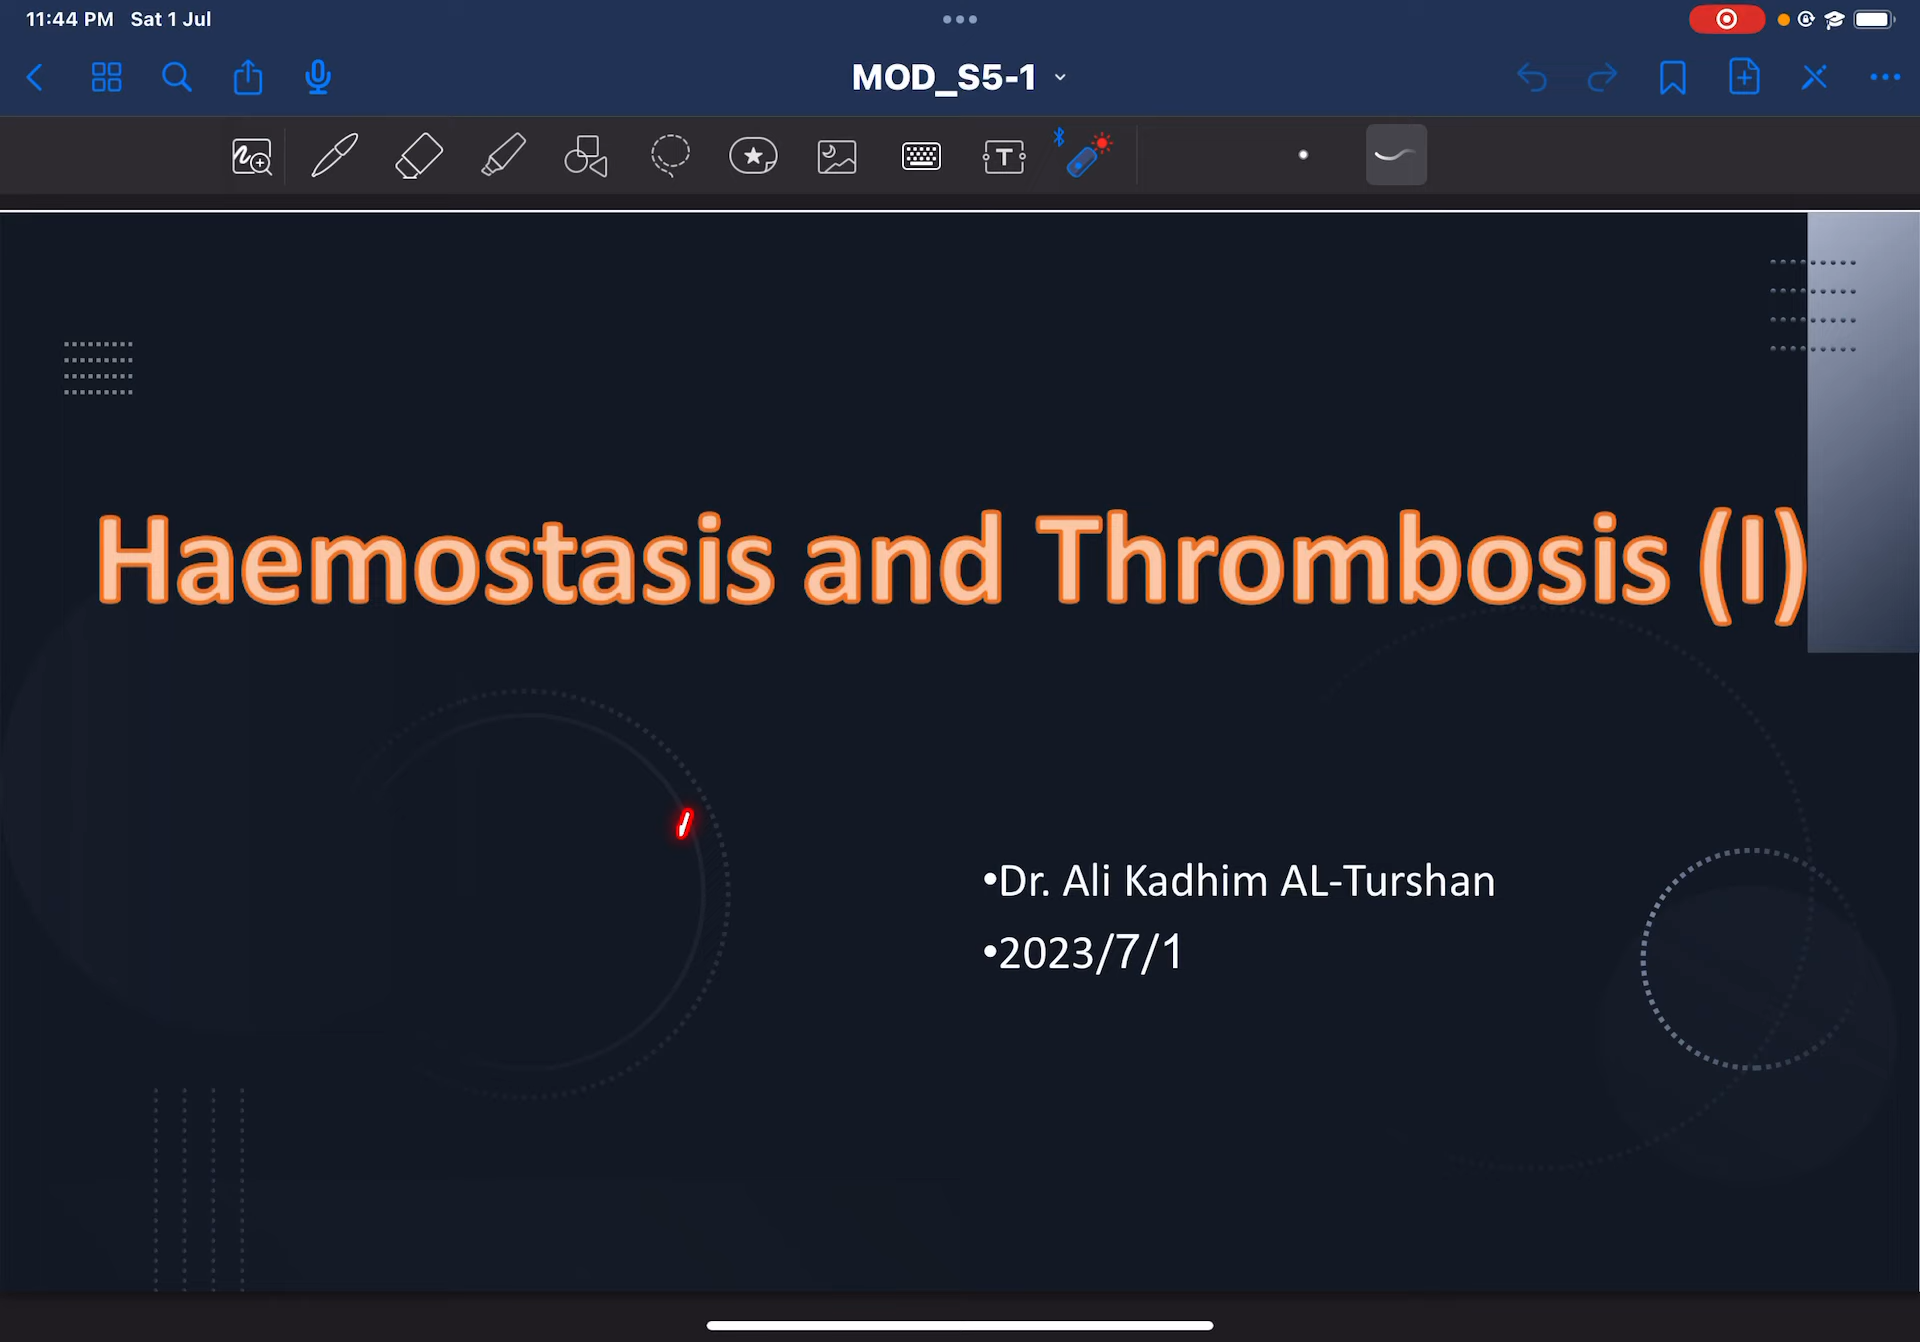 11:44 PM Sat 1 Jul
MOD_S5-1
T
Haemostasis and Thrombosis (I)
•Dr. Ali Kadhim AL-Turshan
•2023/7/1